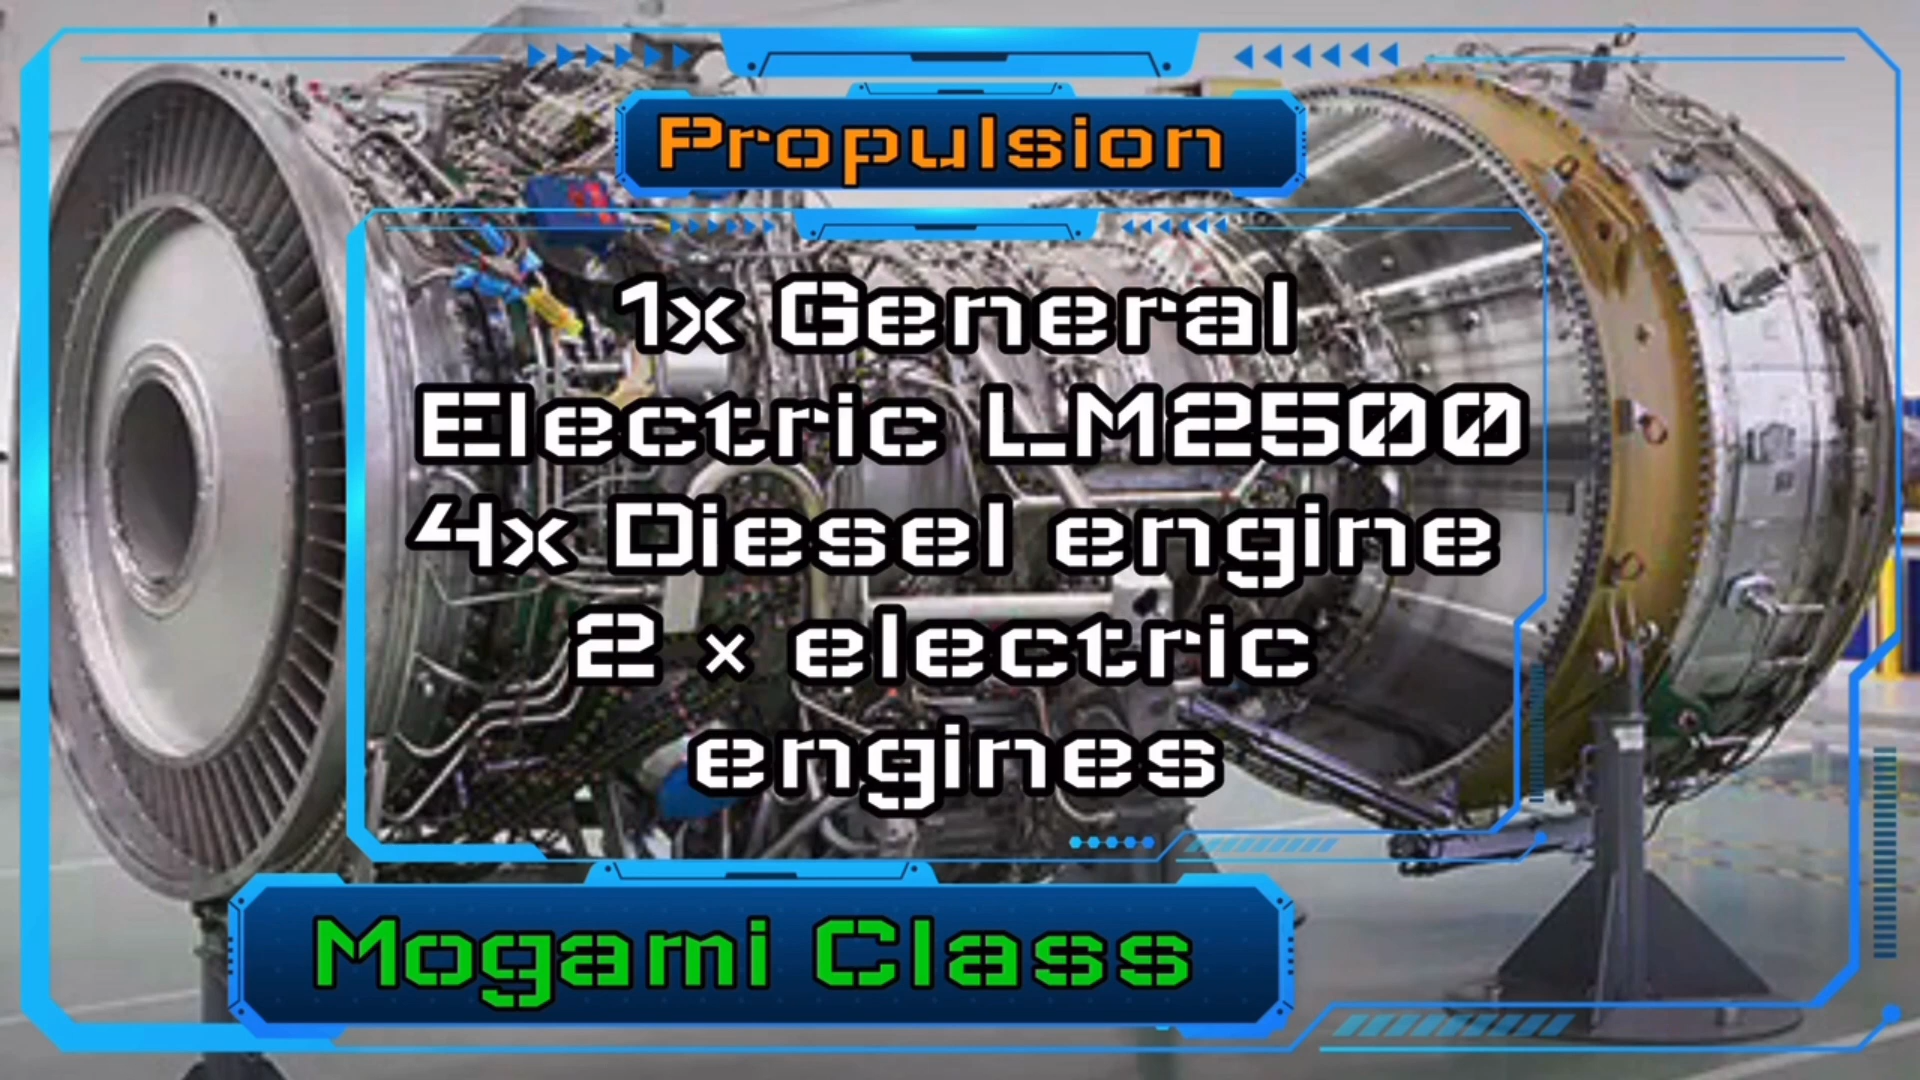 Propulsion
1x General
Electric LM2500
4x Diesel engine
2 × electric
engines
Mogami Class